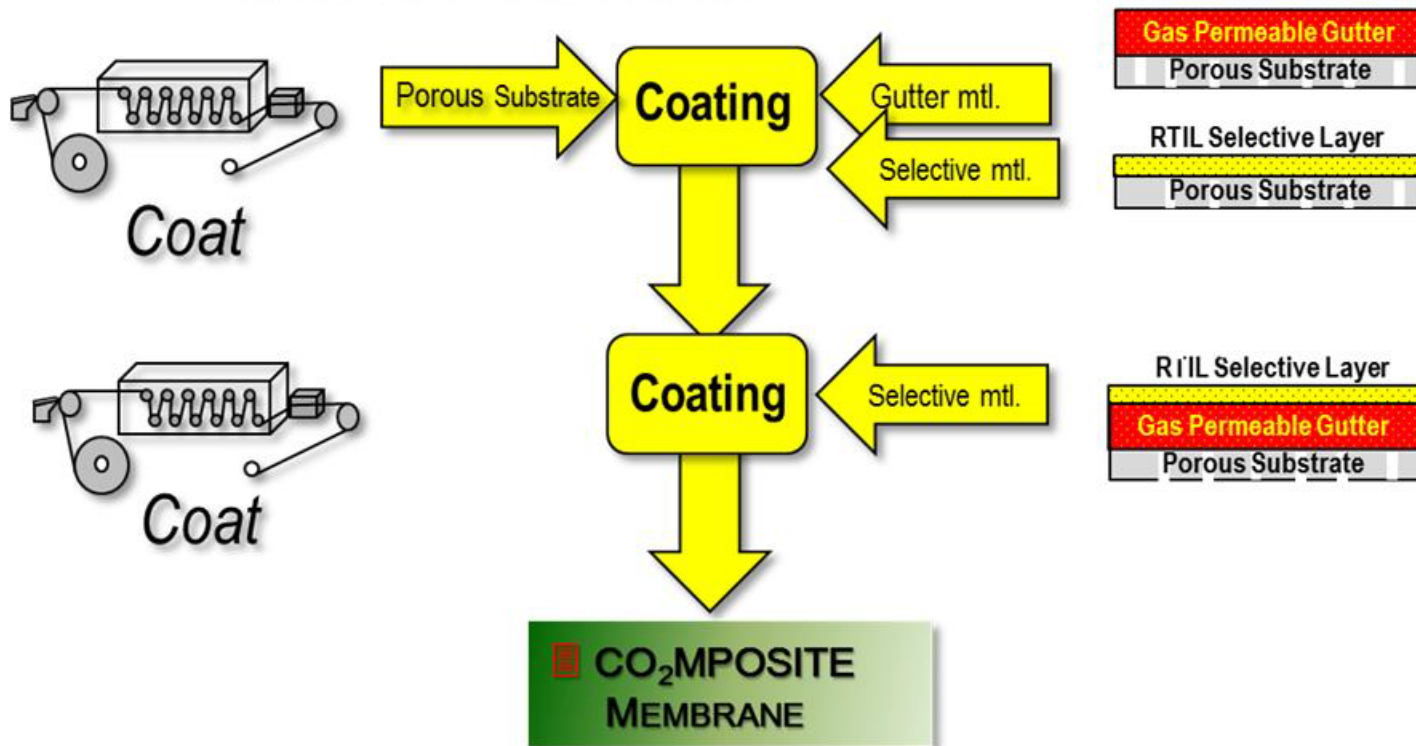 Gas Permeable Gutter
Porous Substrate
Porous Substrate
Coating
Gutter mtl.
Selective mtl.
RTIL Selective Layer
Porous Substrate
Coat
Coating
Selective mtl.
RTIL Selective Layer
Gas Permeable Gutter
Porous Substrate
Coat
CO₂MPOSITE
MEMBRANE